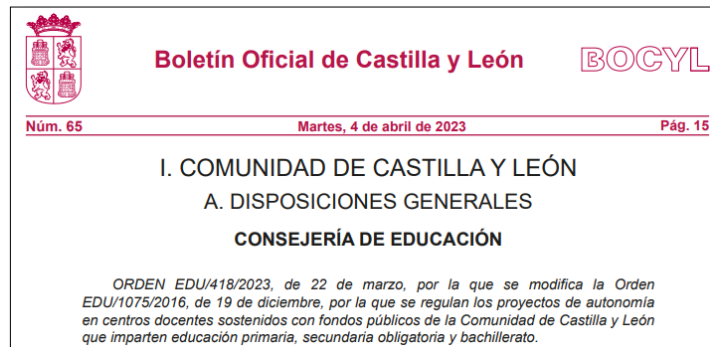 Boletín Oficial de Castilla y León
BOCYL
Núm. 65
Martes, 4 de abril de 2023
Pág. 15
I. COMUNIDAD DE CASTILLA Y LEÓN
A. DISPOSICIONES GENERALES
CONSEJERÍA DE EDUCACIÓN
ORDEN EDU/418/2023, de 22 de marzo, por la que se modifica la Orden
EDU/1075/2016, de 19 de diciembre, por la que se regulan los proyectos de autonomía
en centros docentes sostenidos con fondos públicos de la Comunidad de Castilla y León
que imparten educación primaria, secundaria obligatoria y bachillerato.